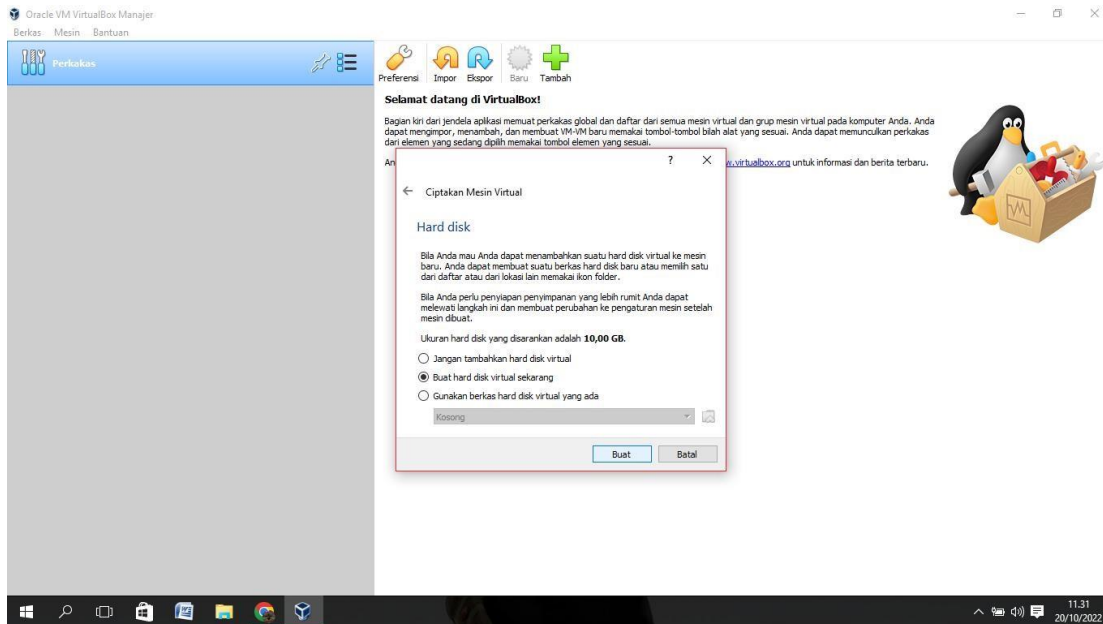 Oracle VM VirtualBox Manajer
Berkas Mesin Bantuan
Perkakas
Preferensi Impor Ekspor Baru Tambah
Selamat datang di VirtualBox!
Bagian kiri dari jendela aplikasi memuat perkakas global dan daftar dari semua mesin virtual dan grup mesin virtual pada komputer Anda. Anda
dapat mengimpor, menambah, dan membuat VM-VM baru memakai tombol-tombol bilah alat yang sesuai. Anda dapat memunculkan perkakas
dari elemen yang sedang dipilih memakai tombol elemen yang sesuai.
.virtualbox.org untuk informasi dan berita terbaru.
Ciptakan Mesin Virtual
Hard disk
Bila Anda mau Anda dapat menambahkan suatu hard disk virtual ke mesin
baru. Anda dapat membuat suatu berkas hard disk baru atau memilih satu
dari daftar atau dari lokasi lain memakai ikon folder.
Bila Anda perlu penyiapan penyimpanan yang lebih rumit Anda dapat
melewati langkah ini dan membuat perubahan ke pengaturan mesin setelah
mesin dibuat.
Ukuran hard disk yang disarankan adalah 10,00 GB.
Jangan tambahkan hard disk virtual
Buat hard disk virtual sekarang
Gunakan berkas hard disk virtual yang ada
Kosong
Buat Batal
11.31
20/10/2022